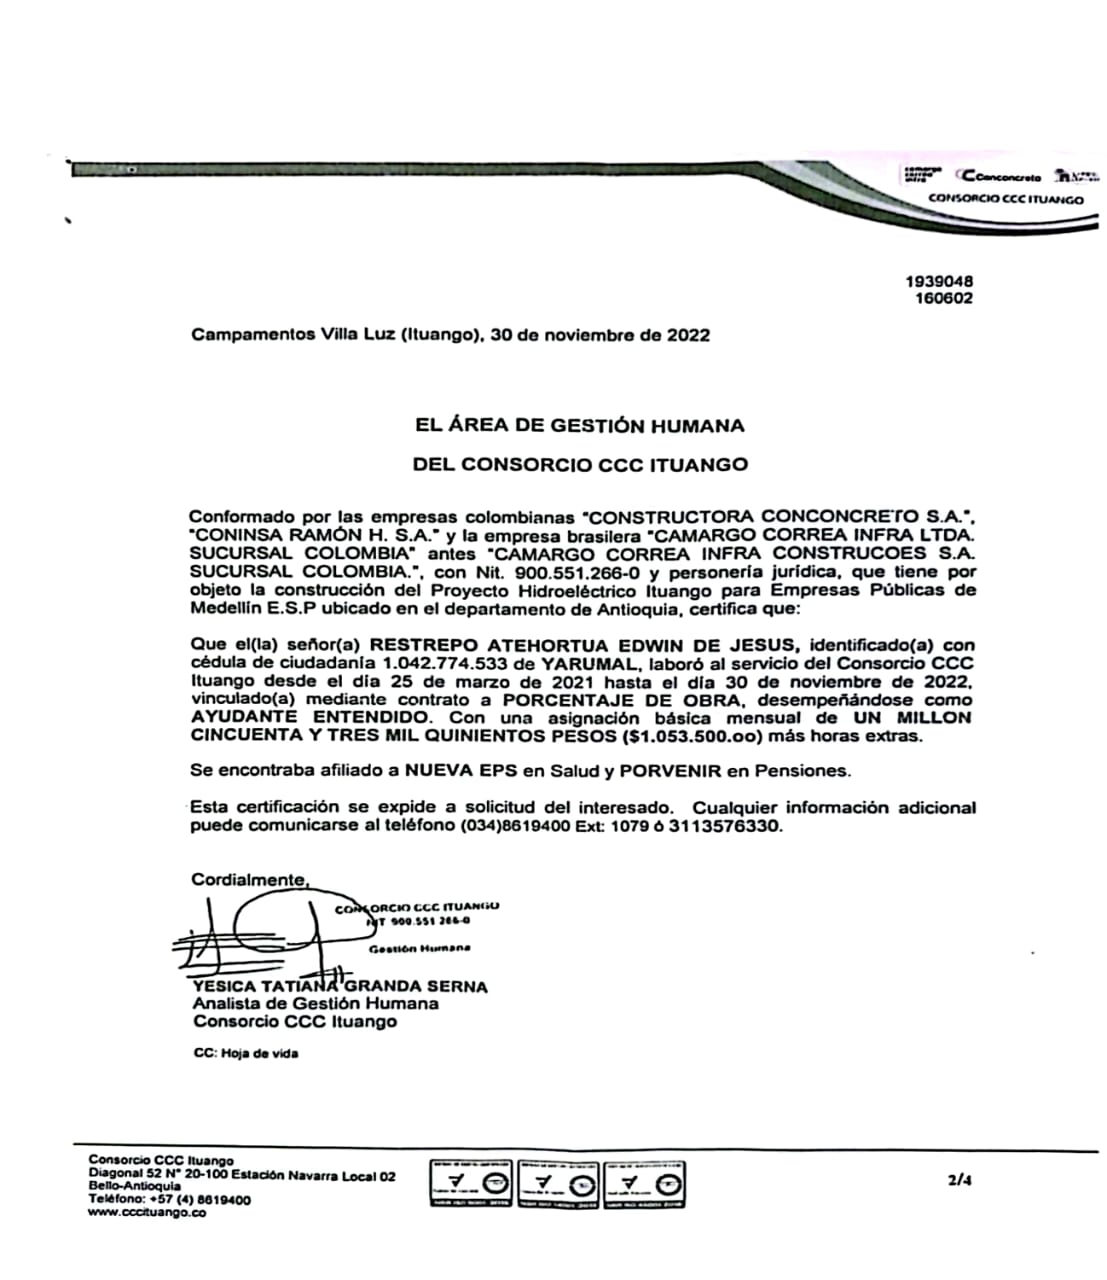 camargo
correa
infra
Conconcreto
CONSORCIO CCC ITUANGO
1939048
160602
Campamentos Villa Luz (Ituango), 30 de noviembre de 2022
EL ÁREA DE GESTIÓN HUMANA
DEL CONSORCIO CCC ITUANGO
Conformado por las empresas colombianas "CONSTRUCTORA CONCONCRETO S.A.",
"CONINSA RAMÓN H. S.A." y la empresa brasilera "CAMARGO CORREA INFRA LTDA.
SUCURSAL COLOMBIA" antes "CAMARGO CORREA INFRA CONSTRUCOES S.A.
SUCURSAL COLOMBIA.", con Nit. 900.551.266-0 y personería jurídica, que tiene por
objeto la construcción del Proyecto Hidroeléctrico Ituango para Empresas Públicas de
Medellín E.S.P ubicado en el departamento de Antioquia, certifica que:
Que el(la) señor(a) RESTREPO ATEHORTUA EDWIN DE JESUS, identificado(a) con
cédula de ciudadanía 1.042.774.533 de YARUMAL, laboró al servicio del Consorcio CCC
Ituango desde el día 25 de marzo de 2021 hasta el día 30 de noviembre de 2022,
vinculado(a) mediante contrato a PORCENTAJE DE OBRA, desempeñándose como
AYUDANTE ENTENDIDO. Con una asignación básica mensual de UN MILLON
CINCUENTA Y TRES MIL QUINIENTOS PESOS ($1.053.500.oo) más horas extras.
Se encontraba afiliado a NUEVA EPS en Salud y PORVENIR en Pensiones.
Esta certificación se expide a solicitud del interesado. Cualquier información adicional
puede comunicarse al teléfono (034)8619400 Ext: 1079 ó 3113576330.
Cordialmente,
CONSORCIO CCC ITUANGO
NIT 900.551 266-0
Gestión Humana
YESICA TATIANA GRANDA SERNA
Analista de Gestión Humana
Consorcio CCC Ituango
CC: Hoja de vida
Consorcio CCC Ituango
Diagonal 52 N° 20-100 Estación Navarra Local 02
Bello-Antioquia
Teléfono: +57 (4) 8619400
www.cccituango.co
2/4